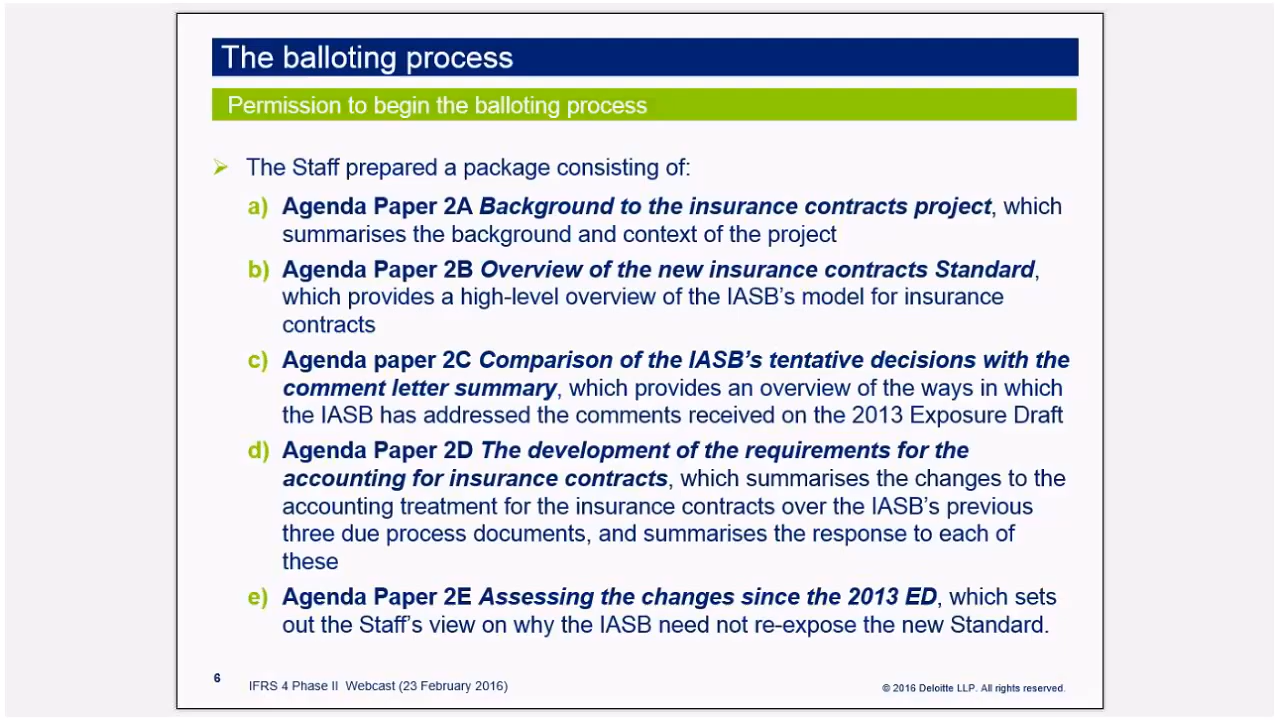 The balloting process
Permission to begin the balloting process
The Staff prepared a package consisting of:
a) Agenda Paper 2A Background to the insurance contracts project, which
summarises the background and context of the project
b) Agenda Paper 2B Overview of the new insurance contracts Standard,
which provides a high-level overview of the IASB's model for insurance
contracts
c) Agenda paper 2C Comparison of the IASB's tentative decisions with the
comment letter summary, which provides an overview of the ways in which
the IASB has addressed the comments received on the 2013 Exposure Draft
d) Agenda Paper 2D The development of the requirements for the
accounting for insurance contracts, which summarises the changes to the
accounting treatment for the insurance contracts over the IASB's previous
three due process documents, and summarises the response to each of
these
e) Agenda Paper 2E Assessing the changes since the 2013 ED, which sets
out the Staff's view on why the IASB need not re-expose the new Standard.
6 IFRS 4 Phase II Webcast (23 February 2016)
© 2016 Deloitte LLP. All rights reserved.